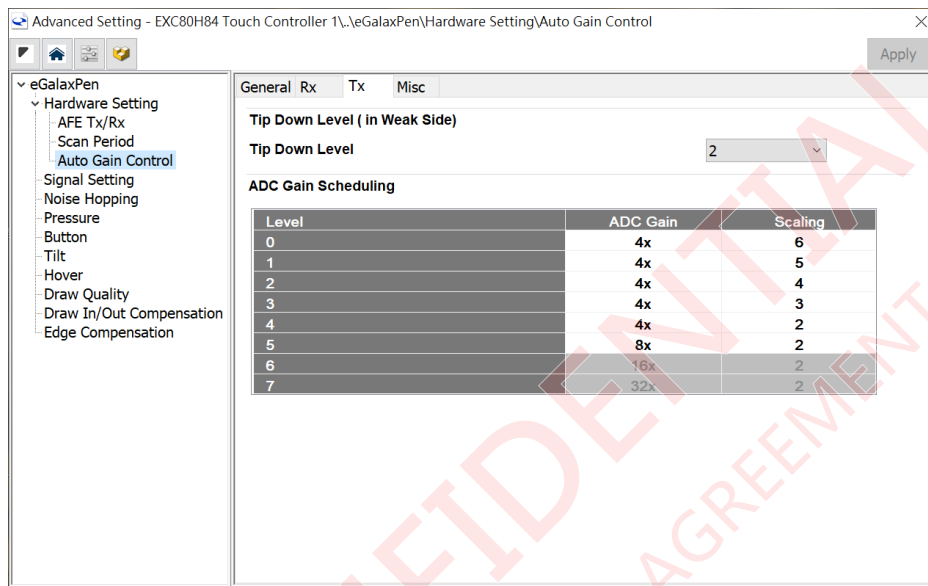 Advanced Setting - EXC80H84 Touch Controller 1\..\eGalaxPen\Hardware Setting\Auto Gain Control
Apply
eGalaxPen
Hardware Setting
AFE Tx/Rx
Scan Period
Auto Gain Control
Signal Setting
Noise Hopping
Pressure
Button
Tilt
Hover
Draw Quality
Draw In/Out Compensation
Edge Compensation
General Rx Tx Misc
Tip Down Level ( in Weak Side)
Tip Down Level 2
ADC Gain Scheduling
Level ADC Gain Scaling
0 4x 6
1 4x 5
2 4x 4
3 4x 3
4 4x 2
5 8x 2
6 16x 2
7 32x 2
FIDENTIAL
AGREEMENT